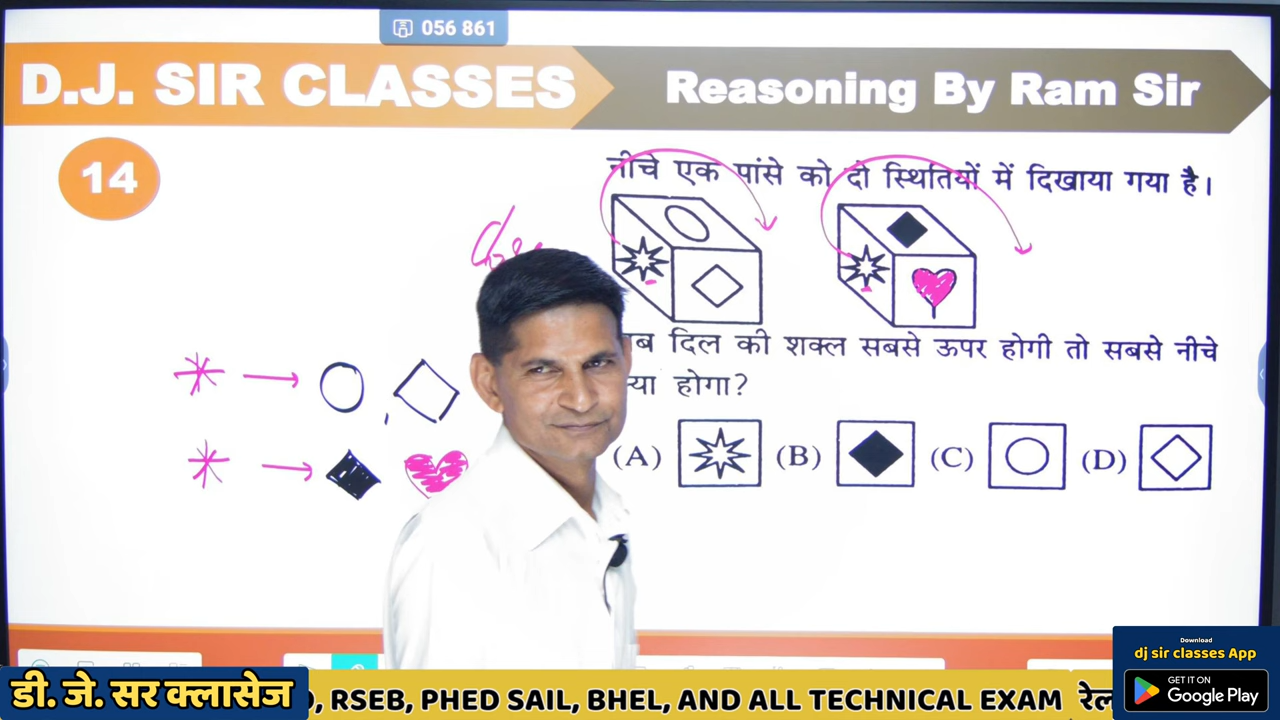 056 861
D.J. SIR CLASSES
Reasoning By Ram Sir
14
नीचे एक पांसे को दो स्थितियों में दिखाया गया है।
दिल की शक्ल सबसे ऊपर होगी तो सबसे नीचे
होगा?
(A) (B) (C) (D)
डी. जे. सर क्लासेज
RSEB, PHED SAIL, BHEL, AND ALL TECHNICAL EXAM
Download
dj sir classes App
GET IT ON
Google Play